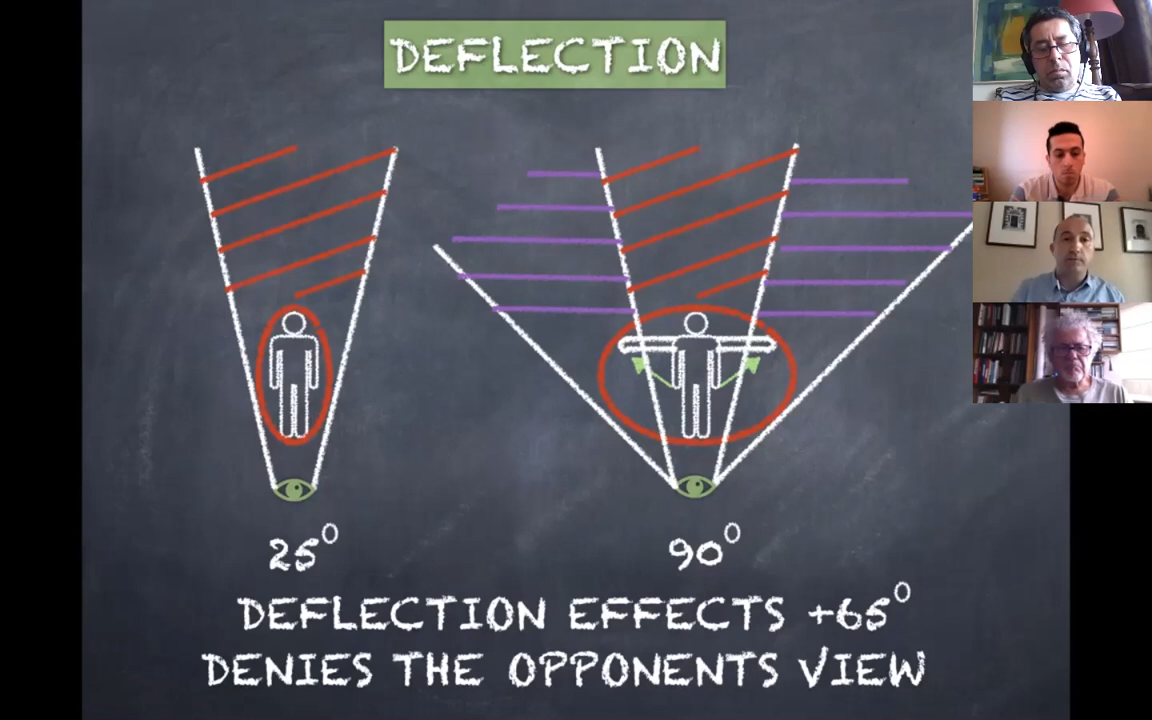 DEFLECTION
25°
90°
DEFLECTION EFFECTS +65°
DENIES THE OPPONENTS VIEW